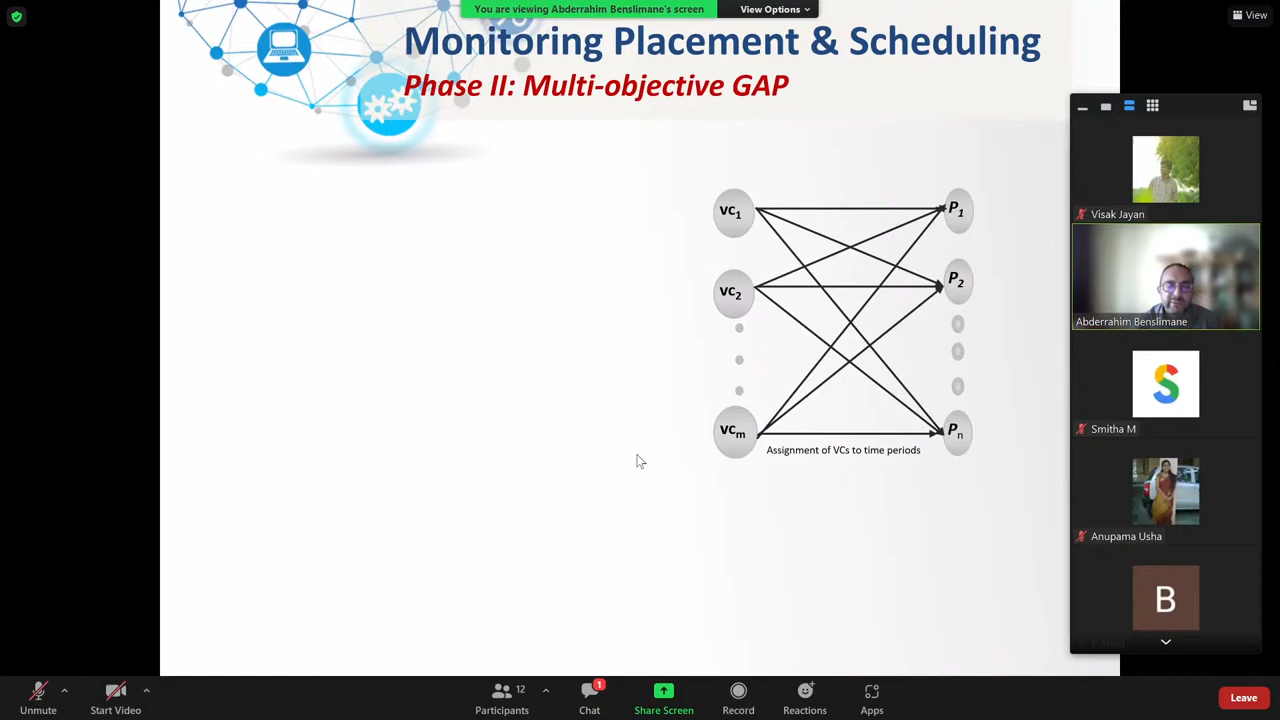 You are viewing Abderrahim Benslimane's screen
View Options
View
Monitoring Placement & Scheduling
Phase II: Multi-objective GAP
vc1
P1
vc2
P2
vcm
Pn
Assignment of VCs to time periods
Visak Jayan
Abderrahim Benslimane
S
Smitha M
Anupama Usha
B
Unmute
Start Video
12
Participants
1
Chat
Share Screen
Record
Reactions
Apps
Leave